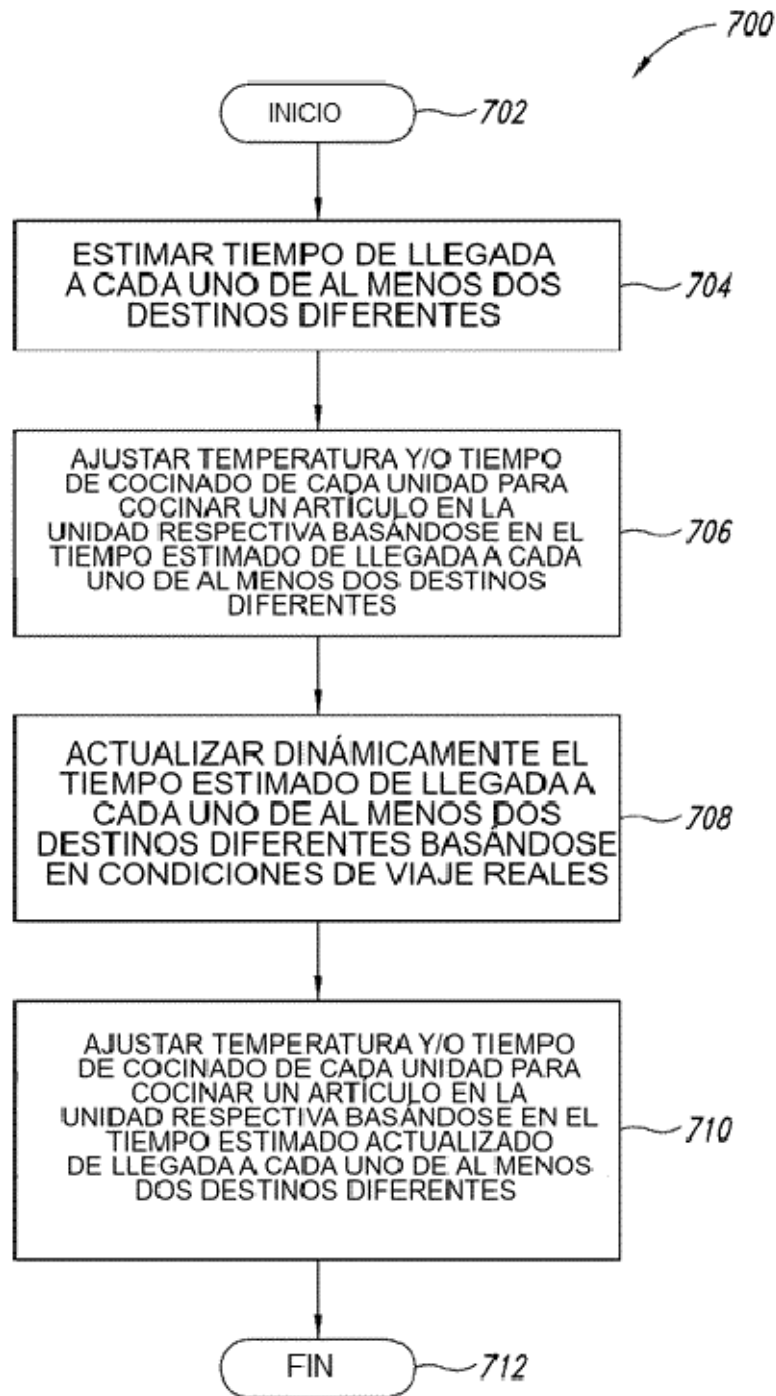 700
INICIO
702
ESTIMAR TIEMPO DE LLEGADA
A CADA UNO DE AL MENOS DOS
DESTINOS DIFERENTES
704
AJUSTAR TEMPERATURA Y/O TIEMPO
DE COCINADO DE CADA UNIDAD PARA
COCINAR UN ARTÍCULO EN LA
UNIDAD RESPECTIVA BASÁNDOSE EN EL
TIEMPO ESTIMADO DE LLEGADA A CADA
UNO DE AL MENOS DOS DESTINOS
DIFERENTES
706
ACTUALIZAR DINÁMICAMENTE EL
TIEMPO ESTIMADO DE LLEGADA A
CADA UNO DE AL MENOS DOS
DESTINOS DIFERENTES BASÁNDOSE
EN CONDICIONES DE VIAJE REALES
708
AJUSTAR TEMPERATURA Y/O TIEMPO
DE COCINADO DE CADA UNIDAD PARA
COCINAR UN ARTÍCULO EN LA
UNIDAD RESPECTIVA BASÁNDOSE EN EL
TIEMPO ESTIMADO ACTUALIZADO
DE LLEGADA A CADA UNO DE AL MENOS
DOS DESTINOS DIFERENTES
710
FIN
712